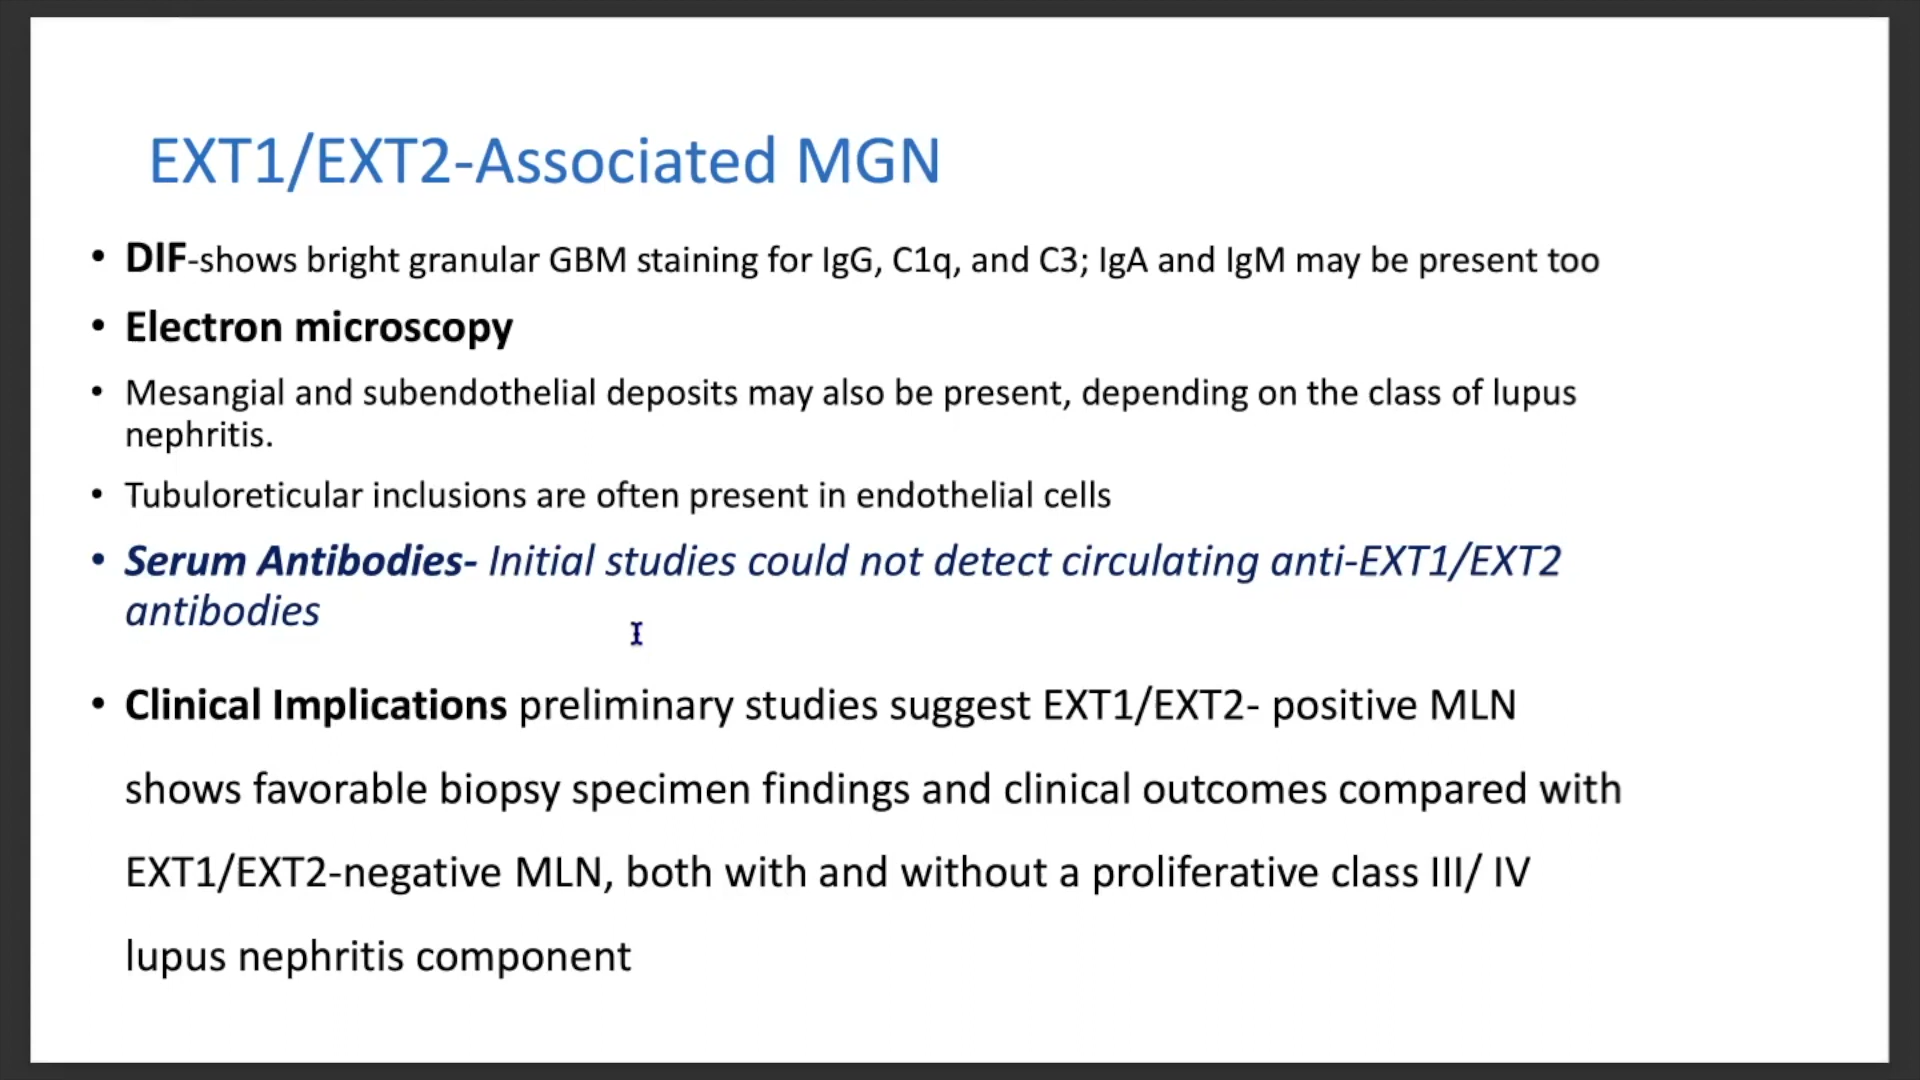 EXT1/EXT2-Associated MGN
• DIF-shows bright granular GBM staining for IgG, C1q, and C3; IgA and IgM may be present too
• Electron microscopy
• Mesangial and subendothelial deposits may also be present, depending on the class of lupus
nephritis.
• Tubuloreticular inclusions are often present in endothelial cells
• Serum Antibodies- Initial studies could not detect circulating anti-EXT1/EXT2
antibodies
• Clinical Implications preliminary studies suggest EXT1/EXT2- positive MLN
shows favorable biopsy specimen findings and clinical outcomes compared with
EXT1/EXT2-negative MLN, both with and without a proliferative class III/ IV
lupus nephritis component